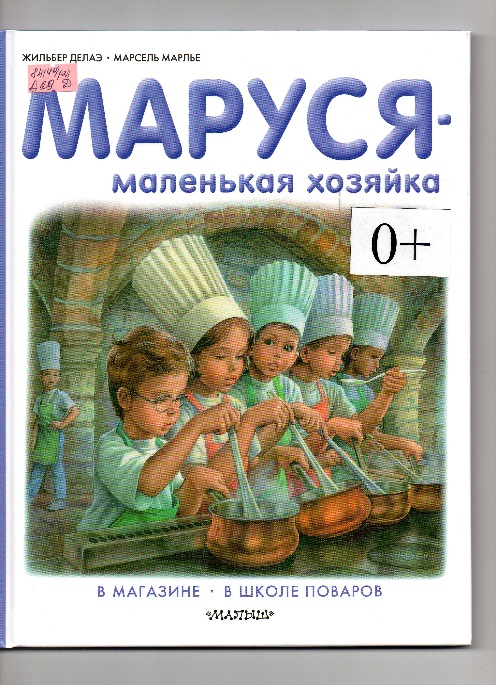 ЖИЛЬБЕР ДЕЛАЭ • МАРСЕЛЬ МАРЛЬЕ
МАРУСЯ-
маленькая хозяйка
0+
В МАГАЗИНЕ • В ШКОЛЕ ПОВАРОВ
«МАЛЫШ»